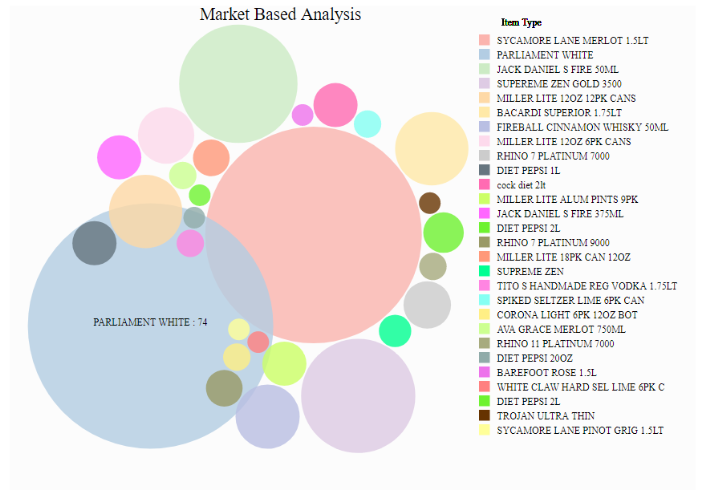 Market Based Analysis
Item Type
SYCAMORE LANE MERLOT 1.5LT
PARLIAMENT WHITE
JACK DANIEL S FIRE 50ML
SUPEREME ZEN GOLD 3500
MILLER LITE 12OZ 12PK CANS
BACARDI SUPERIOR 1.75LT
FIREBALL CINNAMON WHISKY 50ML
MILLER LITE 12OZ 6PK CANS
RHINO 7 PLATINUM 7000
DIET PEPSI 1L
cock diet 2lt
MILLER LITE ALUM PINTS 9PK
JACK DANIEL S FIRE 375ML
DIET PEPSI 2L
RHINO 7 PLATINUM 9000
MILLER LITE 18PK CAN 12OZ
SUPREME ZEN
TITO S HANDMADE REG VODKA 1.75LT
SPIKED SELTZER LIME 6PK CAN
CORONA LIGHT 6PK 12OZ BOT
AVA GRACE MERLOT 750ML
RHINO 11 PLATINUM 7000
DIET PEPSI 20OZ
BAREFOOT ROSE 1.5L
WHITE CLAW HARD SEL LIME 6PK C
DIET PEPSI 2L
TROJAN ULTRA THIN
SYCAMORE LANE PINOT GRIG 1.5LT
PARLIAMENT WHITE : 74